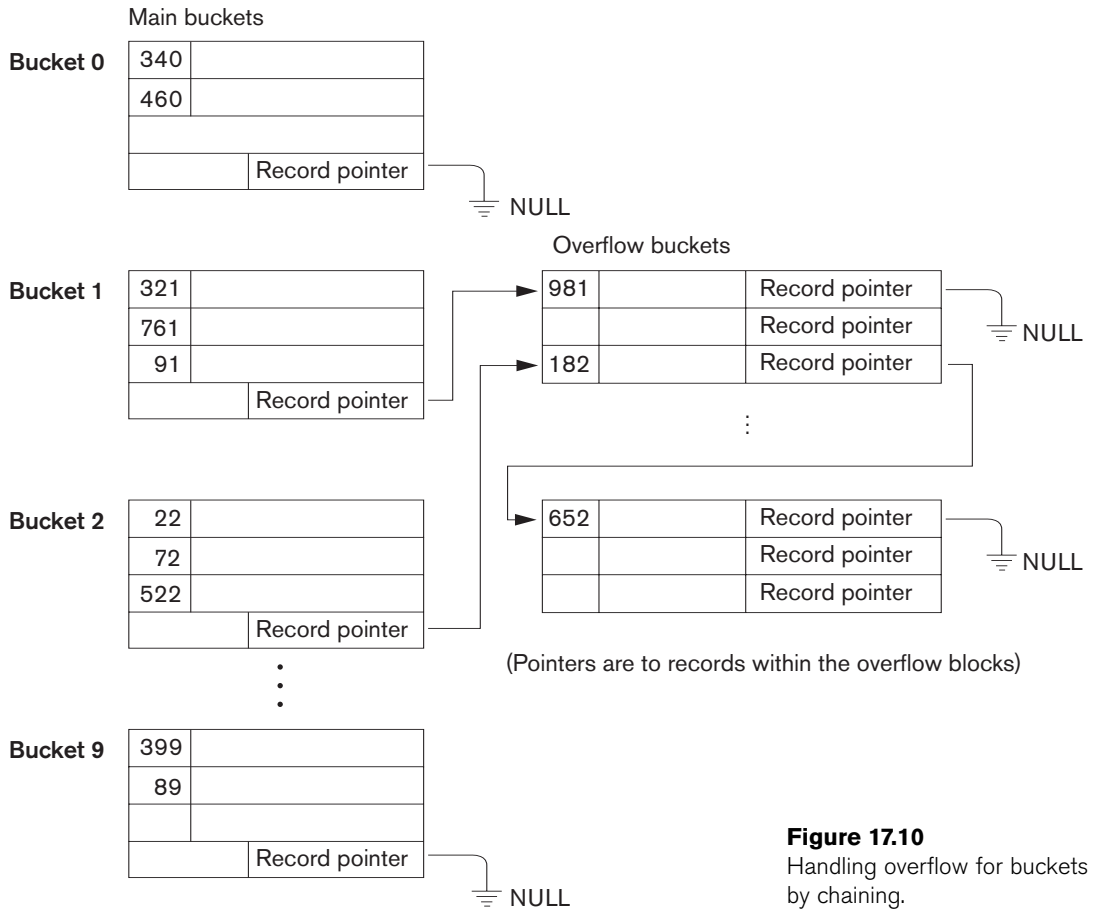 Main buckets
Bucket 0
340
460
Record pointer
NULL
Overflow buckets
Bucket 1
321
761
91
Record pointer
981
Record pointer
Record pointer
182
Record pointer
NULL
Bucket 2
22
72
522
Record pointer
652
Record pointer
Record pointer
Record pointer
NULL
(Pointers are to records within the overflow blocks)
Bucket 9
399
89
Record pointer
NULL
Figure 17.10
Handling overflow for buckets
by chaining.